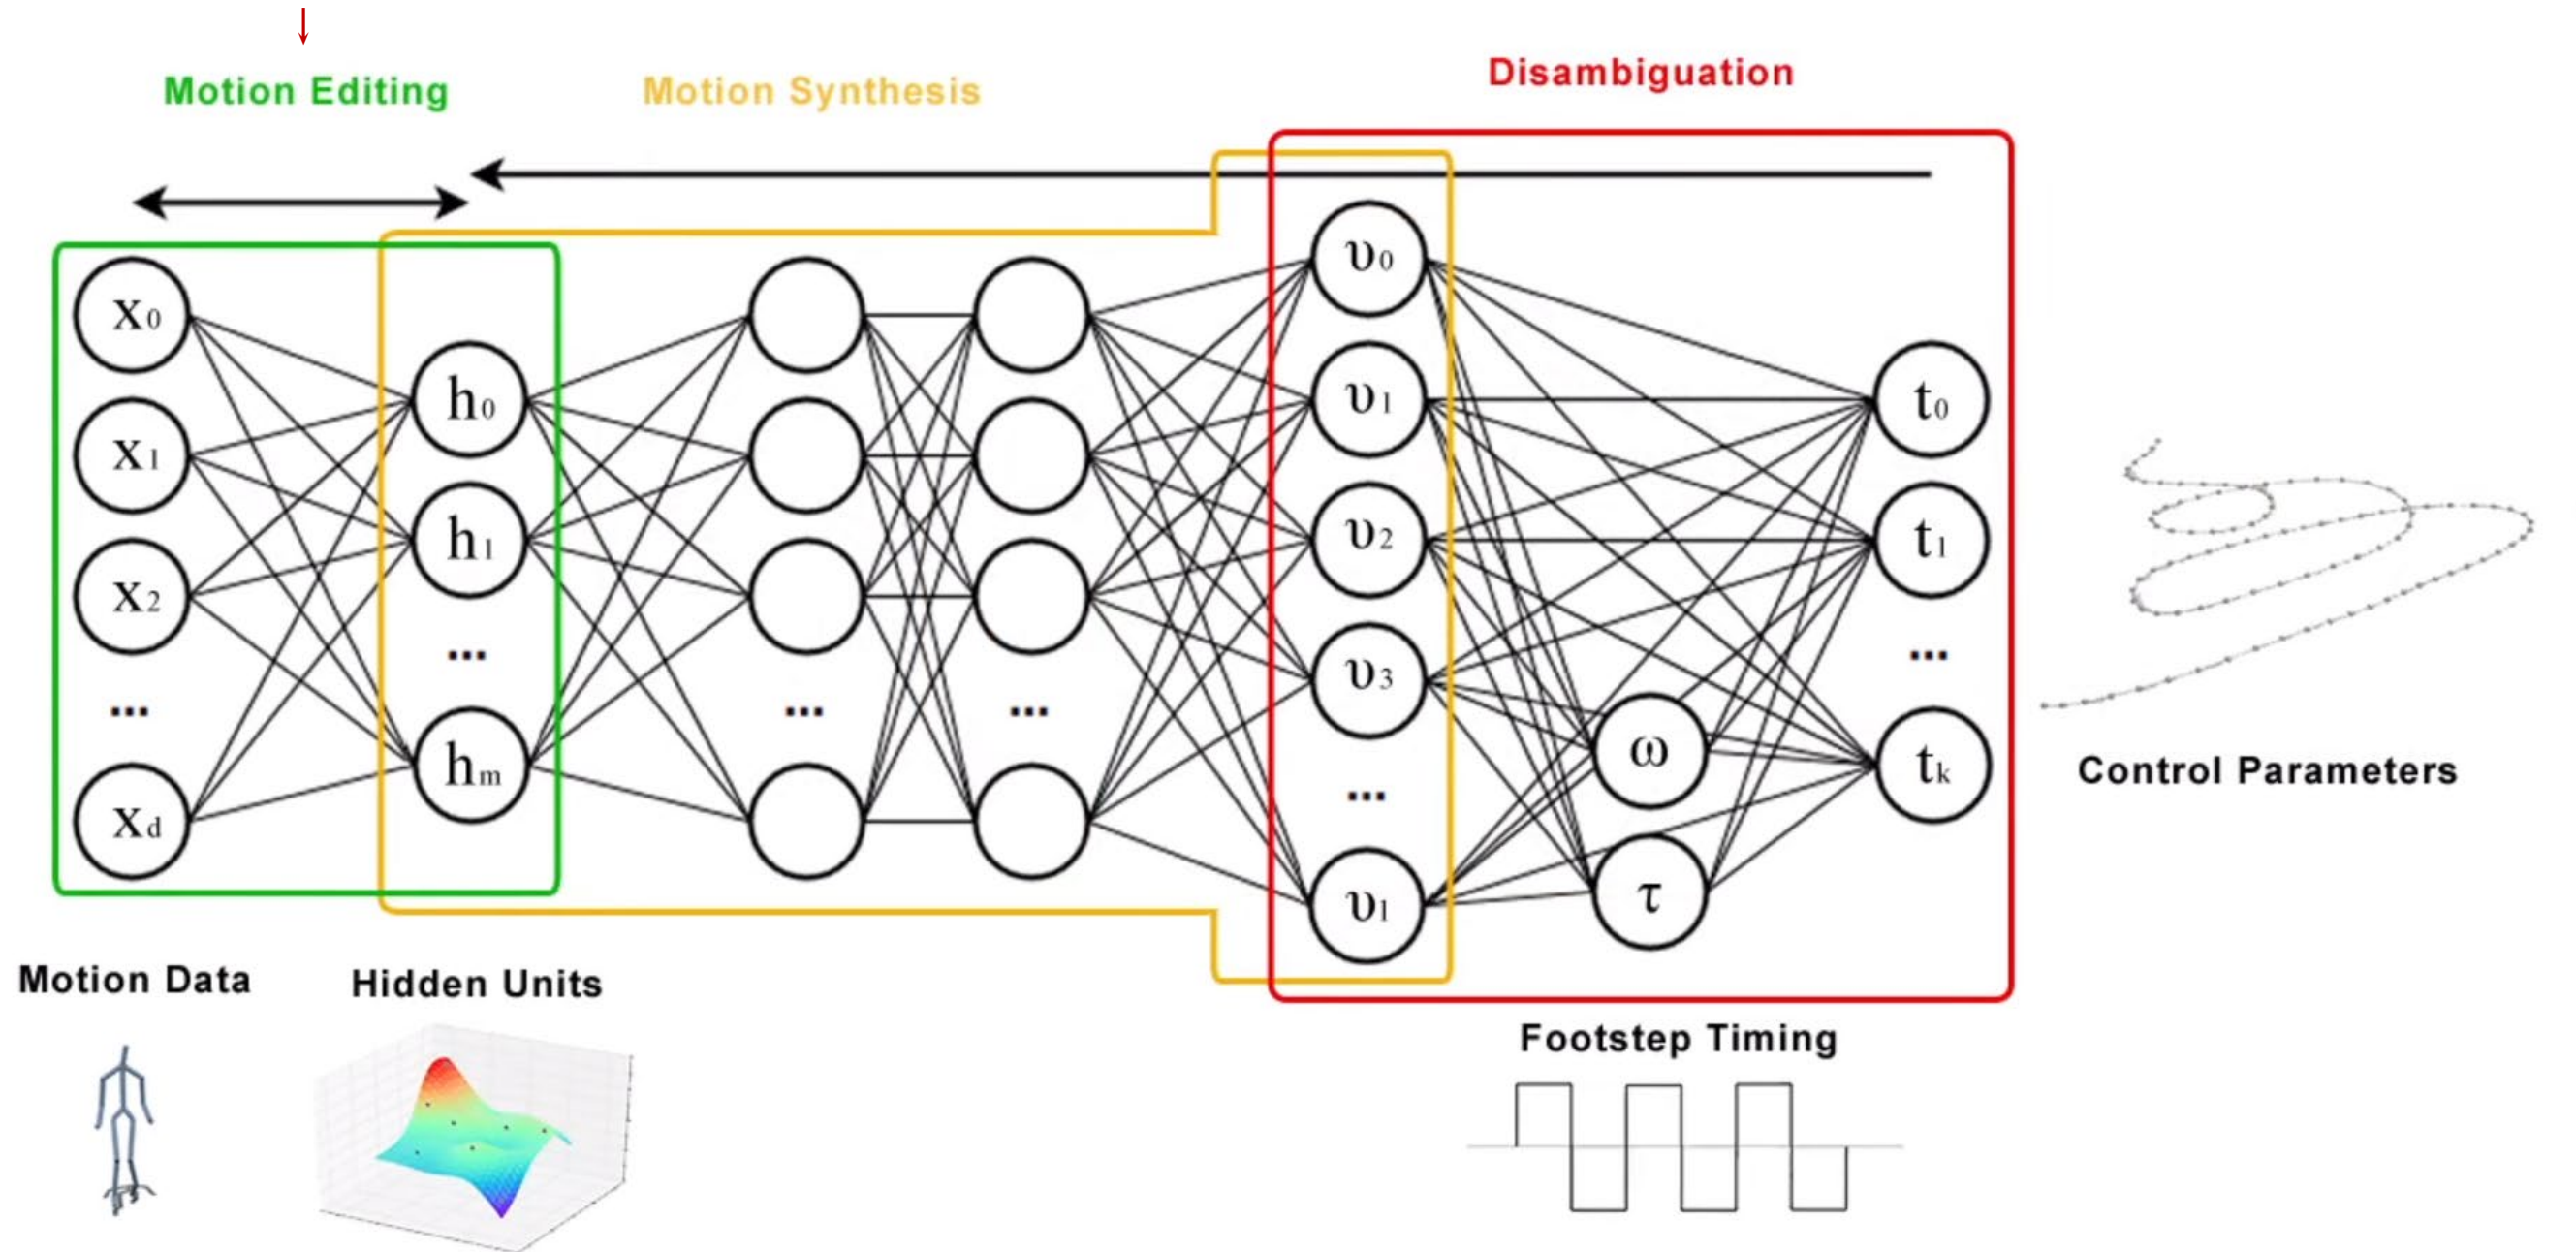 Motion Editing
Motion Synthesis
Disambiguation
x0
x1
x2
...
xd
h0
h1
...
hm
...
...
υ0
υ1
υ2
υ3
...
υ1
ω
τ
t0
t1
...
tk
Control Parameters
Motion Data
Hidden Units
Footstep Timing